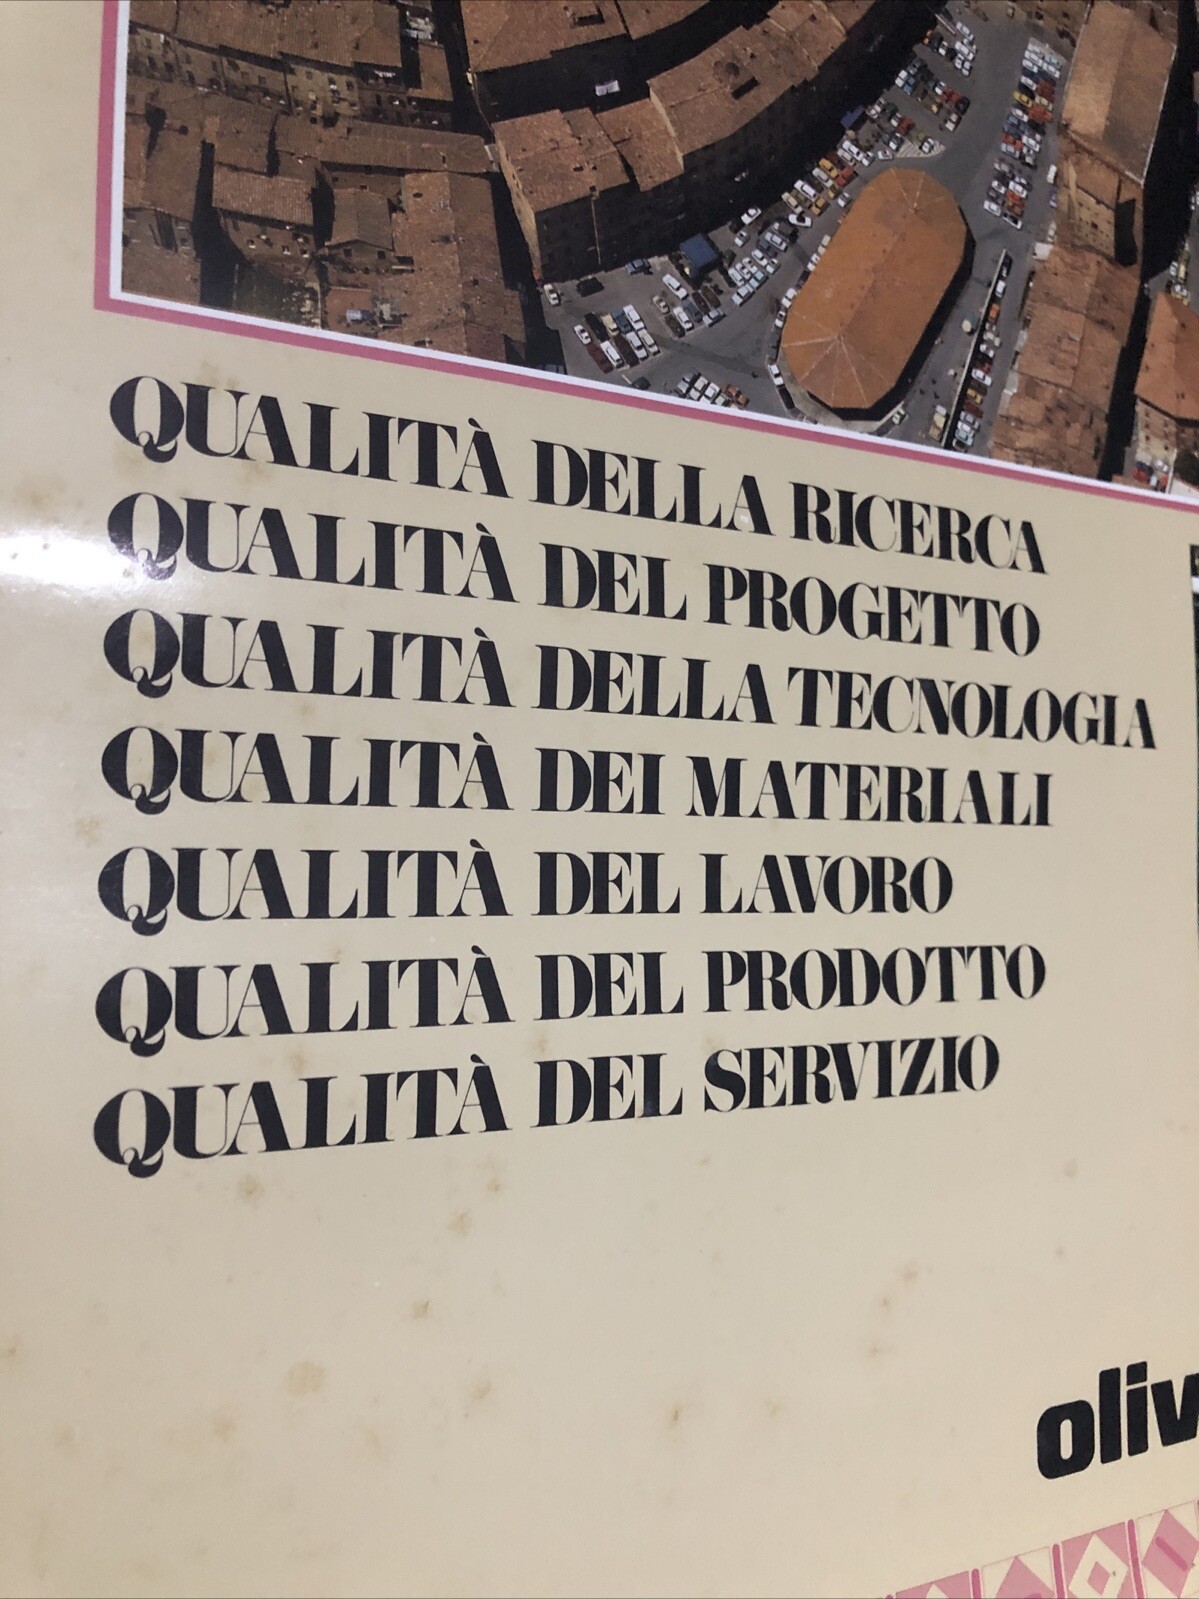 QUALITÀ DELLA RICERCA
QUALITÀ DEL PROGETTO
QUALITÀ DELLA TECNOLOGIA
QUALITÀ DEI MATERIALI
QUALITÀ DEL LAVORO
QUALITÀ DEL PRODOTTO
QUALITÀ DEL SERVIZIO
oliv